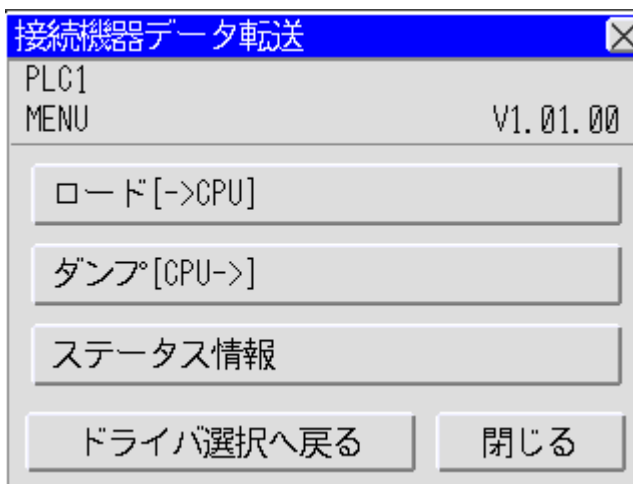 接続機器データ転送
PLC1
MENU V1.01.00
ロード[->CPU]
ダンプ[CPU->]
ステータス情報
ドライバ選択へ戻る 閉じる